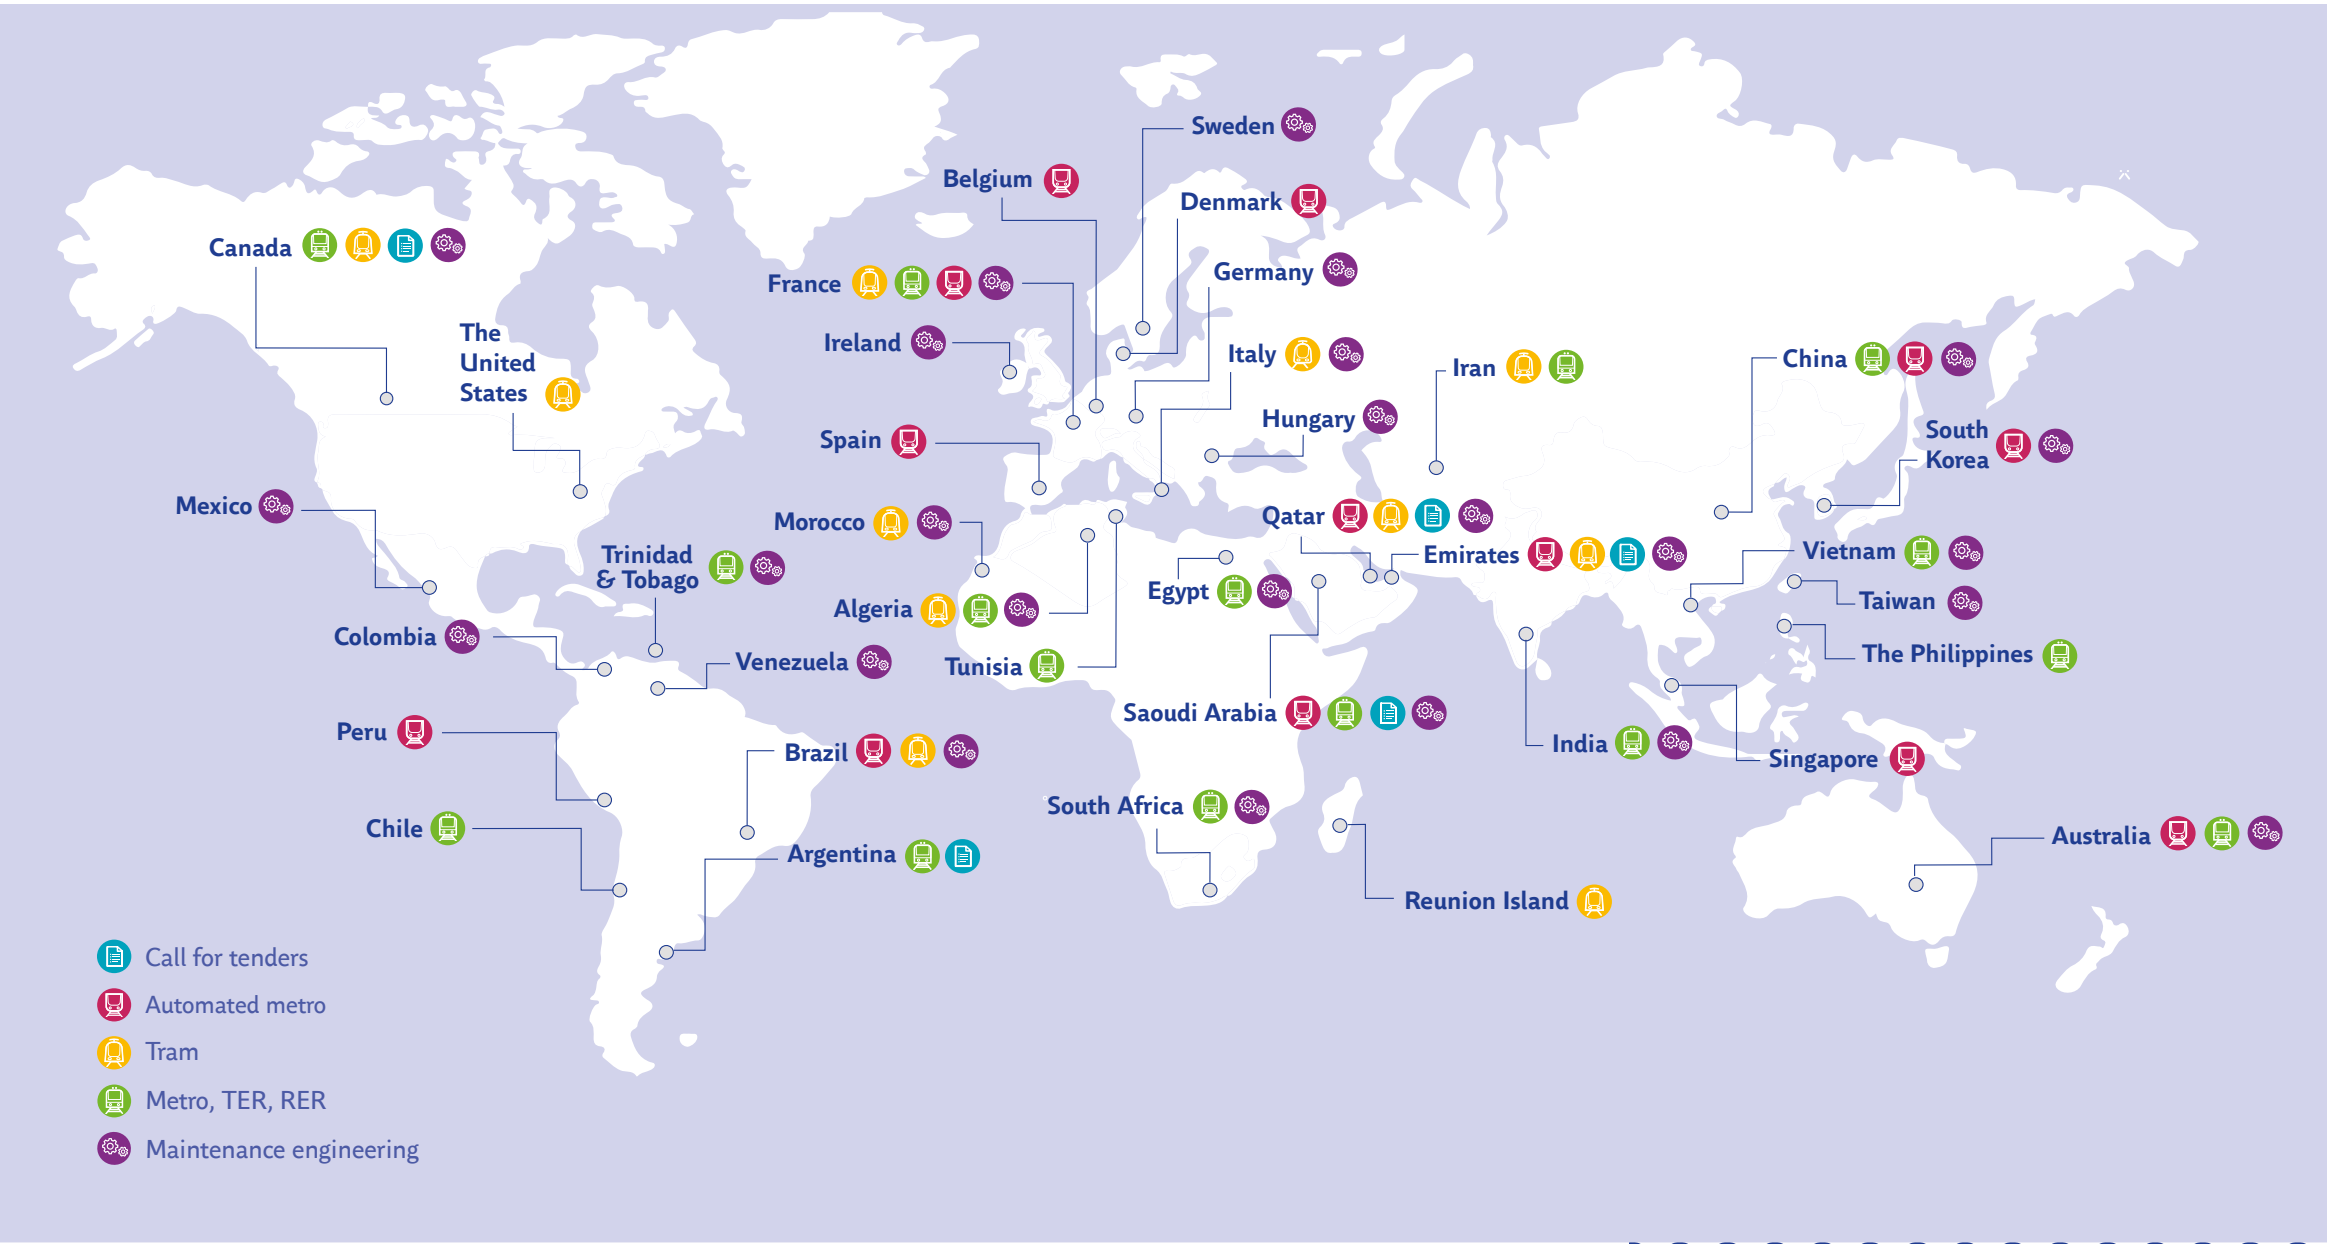 Sweden
Belgium
Denmark
Canada
Germany
France
The
United
States
Ireland
Italy
Iran
China
Hungary
Spain
South
Korea
Mexico
Morocco
Qatar
Trinidad
& Tobago
Emirates
Vietnam
Egypt
Algeria
Taiwan
Colombia
Venezuela
Tunisia
The Philippines
Saoudi Arabia
Peru
Brazil
India
Singapore
South Africa
Chile
Argentina
Australia
Reunion Island
Call for tenders
Automated metro
Tram
Metro, TER, RER
Maintenance engineering